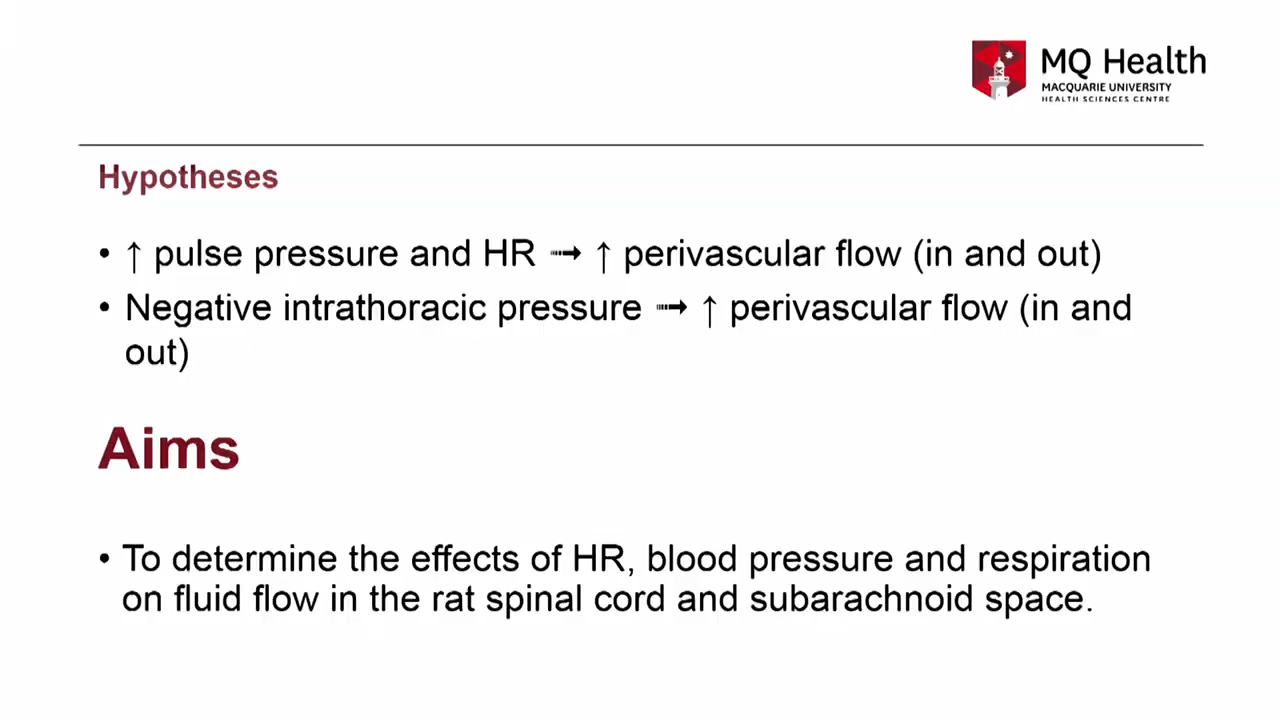 MQ Health
MACQUARIE UNIVERSITY
HEALTH SCIENCES CENTRE
Hypotheses
• ↑ pulse pressure and HR ➟ ↑ perivascular flow (in and out)
• Negative intrathoracic pressure ➟ ↑ perivascular flow (in and
out)
Aims
• To determine the effects of HR, blood pressure and respiration
on fluid flow in the rat spinal cord and subarachnoid space.